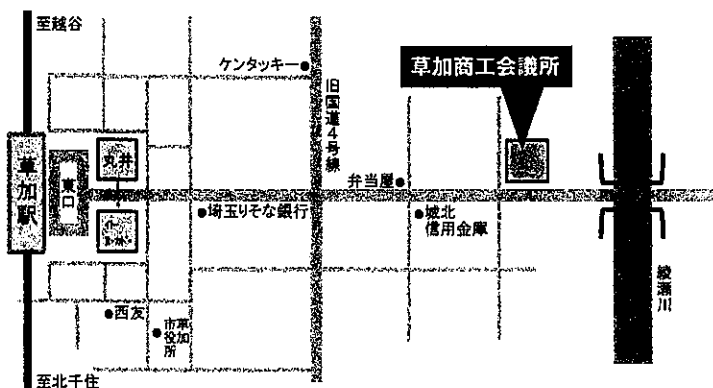 至越谷
ケンタッキー
草加商工会議所
旧国道4号線
丸井
草加駅
東口
弁当屋
埼玉りそな銀行
城北
信用金庫
綾瀬川
西友
草加
市役所
至北千住